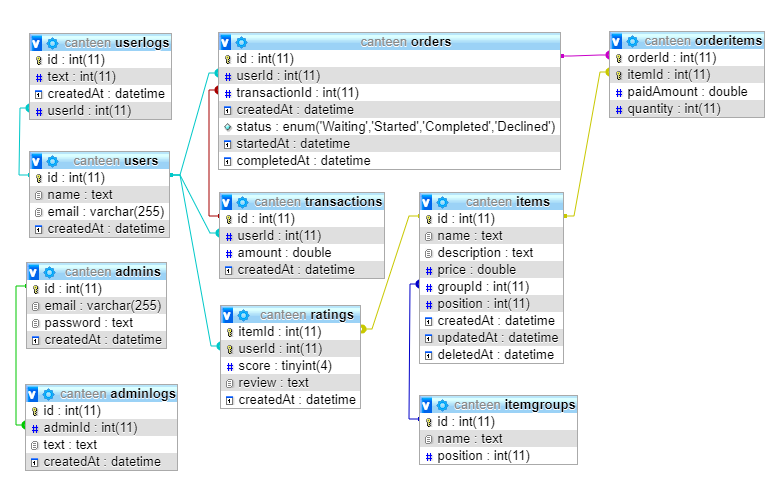 canteen userlogs
id : int(11)
text : int(11)
createdAt : datetime
userId : int(11)
canteen users
id : int(11)
name : text
email : varchar(255)
createdAt : datetime
canteen admins
id : int(11)
email : varchar(255)
password : text
createdAt : datetime
canteen adminlogs
id : int(11)
adminId : int(11)
text : text
createdAt : datetime
canteen orders
id : int(11)
userId : int(11)
transactionId : int(11)
createdAt : datetime
status : enum('Waiting','Started','Completed','Declined')
startedAt : datetime
completedAt : datetime
canteen transactions
id : int(11)
userId : int(11)
amount : double
createdAt : datetime
canteen ratings
itemId : int(11)
userId : int(11)
score : tinyint(4)
review : text
createdAt : datetime
canteen items
id : int(11)
name : text
description : text
price : double
groupId : int(11)
position : int(11)
createdAt : datetime
updatedAt : datetime
deletedAt : datetime
canteen itemgroups
id : int(11)
name : text
position : int(11)
canteen orderitems
orderId : int(11)
itemId : int(11)
paidAmount : double
quantity : int(11)